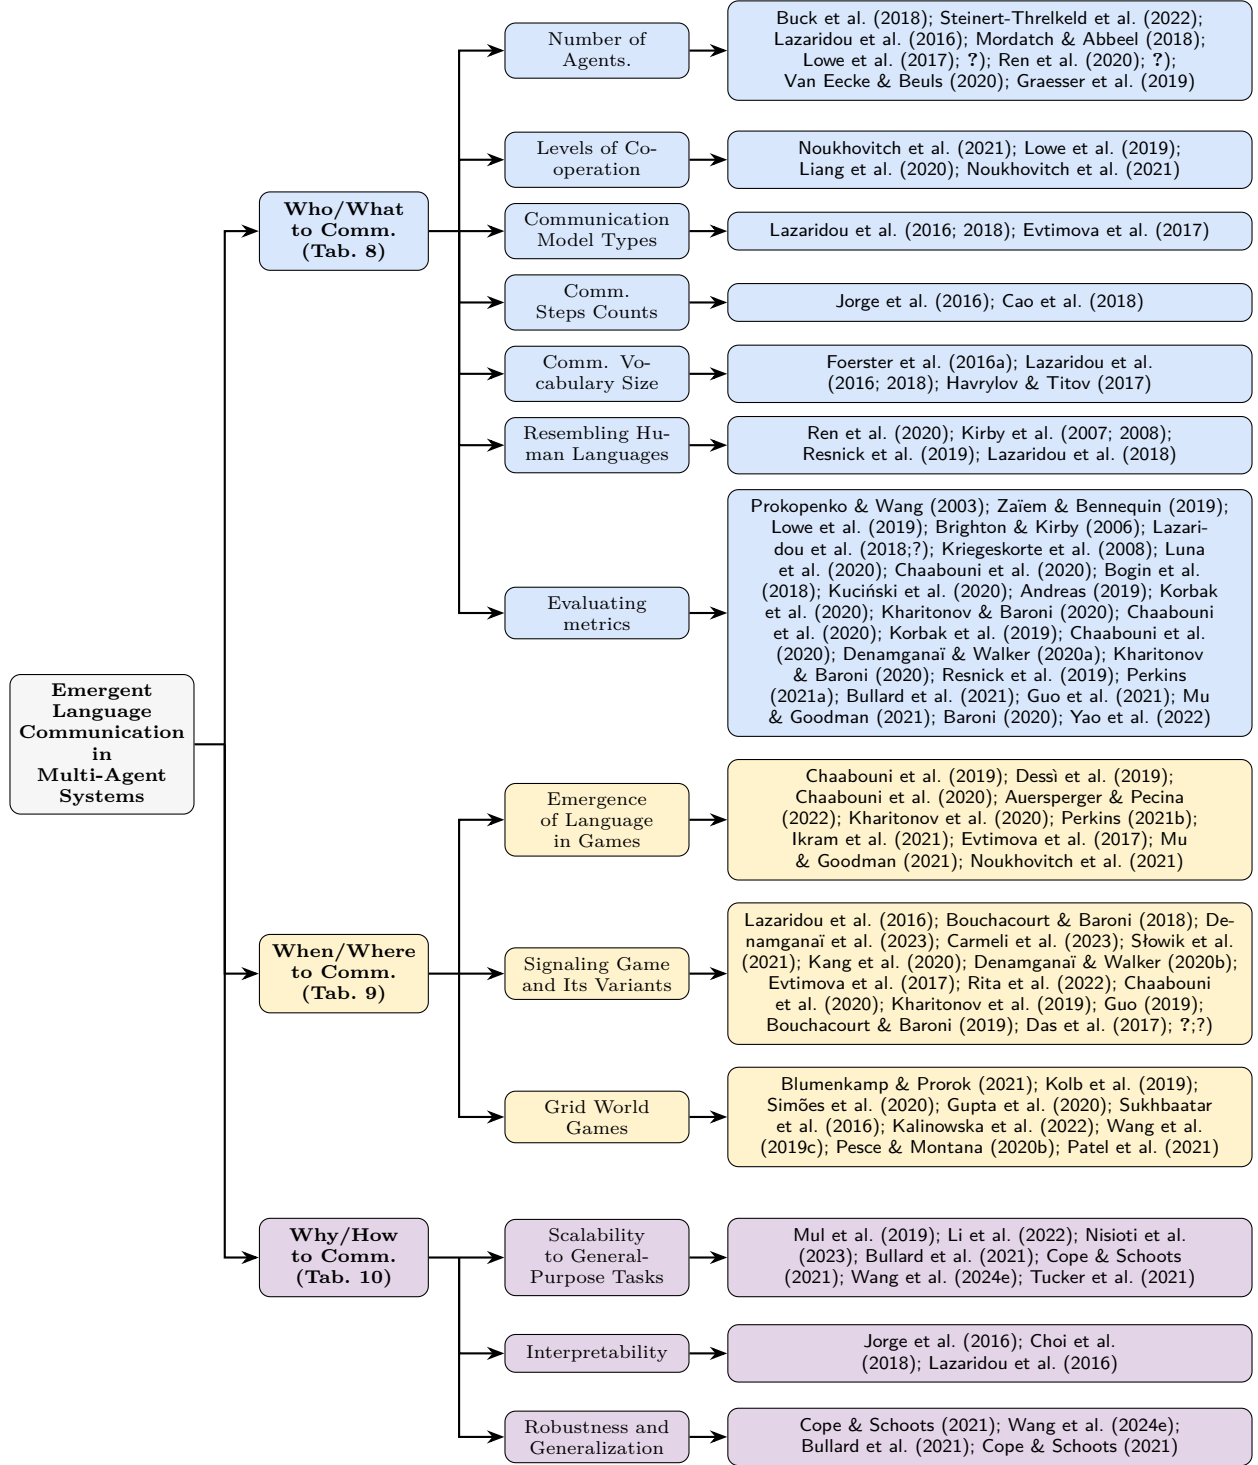 Emergent
Language
Communication
in
Multi-Agent
Systems
Who/What
to Comm.
(Tab. 8)
Number of
Agents.
Buck et al. (2018); Steinert-Threlkeld et al. (2022);
Lazaridou et al. (2016); Mordatch & Abbeel (2018);
Lowe et al. (2017); ?); Ren et al. (2020); ?);
Van Eecke & Beuls (2020); Graesser et al. (2019)
Levels of Co-
operation
Noukhovitch et al. (2021); Lowe et al. (2019);
Liang et al. (2020); Noukhovitch et al. (2021)
Communication
Model Types
Lazaridou et al. (2016; 2018); Evtimova et al. (2017)
Comm.
Steps Counts
Jorge et al. (2016); Cao et al. (2018)
Comm. Vo-
cabulary Size
Foerster et al. (2016a); Lazaridou et al.
(2016; 2018); Havrylov & Titov (2017)
Resembling Hu-
man Languages
Ren et al. (2020); Kirby et al. (2007; 2008);
Resnick et al. (2019); Lazaridou et al. (2018)
Evaluating
metrics
Prokopenko & Wang (2003); Zaïem & Bennequin (2019);
Lowe et al. (2019); Brighton & Kirby (2006); Lazari-
dou et al. (2018;?); Kriegeskorte et al. (2008); Luna
et al. (2020); Chaabouni et al. (2020); Bogin et al.
(2018); Kuciński et al. (2020); Andreas (2019); Korbak
et al. (2020); Kharitonov & Baroni (2020); Chaabouni
et al. (2020); Korbak et al. (2019); Chaabouni et al.
(2020); Denamganaï & Walker (2020a); Kharitonov
& Baroni (2020); Resnick et al. (2019); Perkins
(2021a); Bullard et al. (2021); Guo et al. (2021); Mu
& Goodman (2021); Baroni (2020); Yao et al. (2022)
When/Where
to Comm.
(Tab. 9)
Emergence
of Language
in Games
Chaabouni et al. (2019); Dessì et al. (2019);
Chaabouni et al. (2020); Auersperger & Pecina
(2022); Kharitonov et al. (2020); Perkins (2021b);
Ikram et al. (2021); Evtimova et al. (2017); Mu
& Goodman (2021); Noukhovitch et al. (2021)
Signaling Game
and Its Variants
Lazaridou et al. (2016); Bouchacourt & Baroni (2018); De-
namganaï et al. (2023); Carmeli et al. (2023); Słowik et al.
(2021); Kang et al. (2020); Denamganaï & Walker (2020b);
Evtimova et al. (2017); Rita et al. (2022); Chaabouni
et al. (2020); Kharitonov et al. (2019); Guo (2019);
Bouchacourt & Baroni (2019); Das et al. (2017); ?;?)
Grid World
Games
Blumenkamp & Prorok (2021); Kolb et al. (2019);
Simões et al. (2020); Gupta et al. (2020); Sukhbaatar
et al. (2016); Kalinowska et al. (2022); Wang et al.
(2019c); Pesce & Montana (2020b); Patel et al. (2021)
Why/How
to Comm.
(Tab. 10)
Scalability
to General-
Purpose Tasks
Mul et al. (2019); Li et al. (2022); Nisioti et al.
(2023); Bullard et al. (2021); Cope & Schoots
(2021); Wang et al. (2024e); Tucker et al. (2021)
Interpretability
Jorge et al. (2016); Choi et al.
(2018); Lazaridou et al. (2016)
Robustness and
Generalization
Cope & Schoots (2021); Wang et al. (2024e);
Bullard et al. (2021); Cope & Schoots (2021)